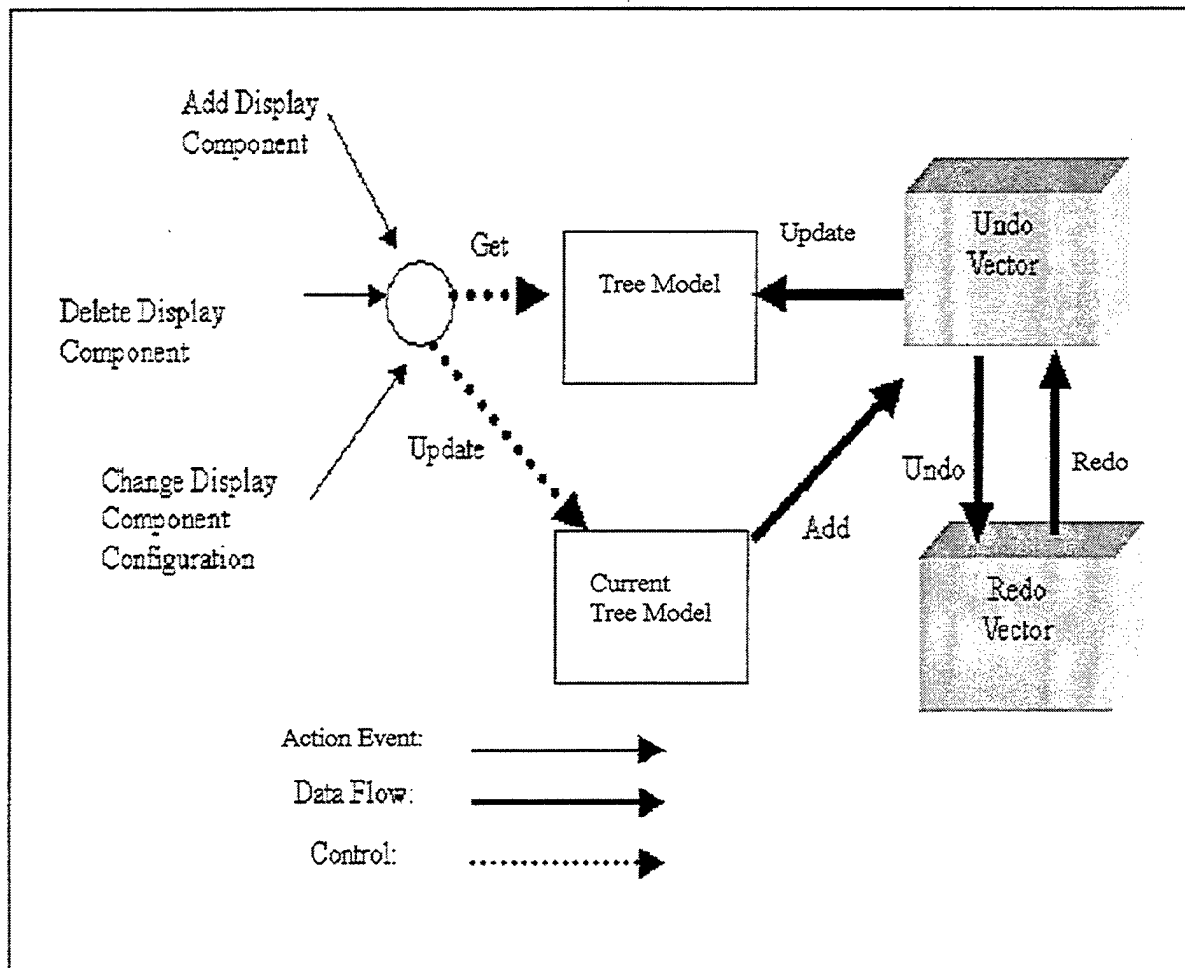 Add Display
Component
Get
Update
Undo
Vector
Tree Model
Delete Display
Component
Update
Undo
Redo
Change Display
Component
Configuration
Add
Current
Tree Model
Redo
Vector
Action Event:
Data Flow:
Control: